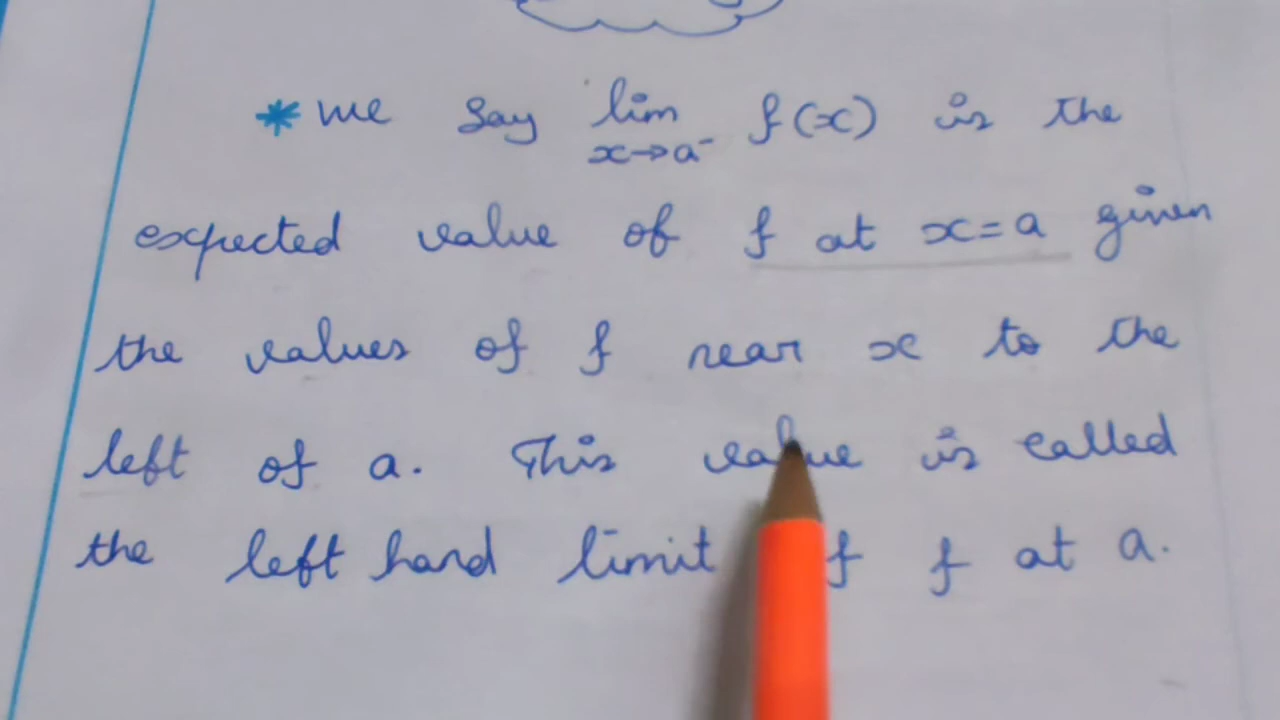 * We say lim f(x) is the
x→a⁻
expected value of f at x=a given
the values of f near x to the
left of a. This value is called
the left hand limit f f at a.